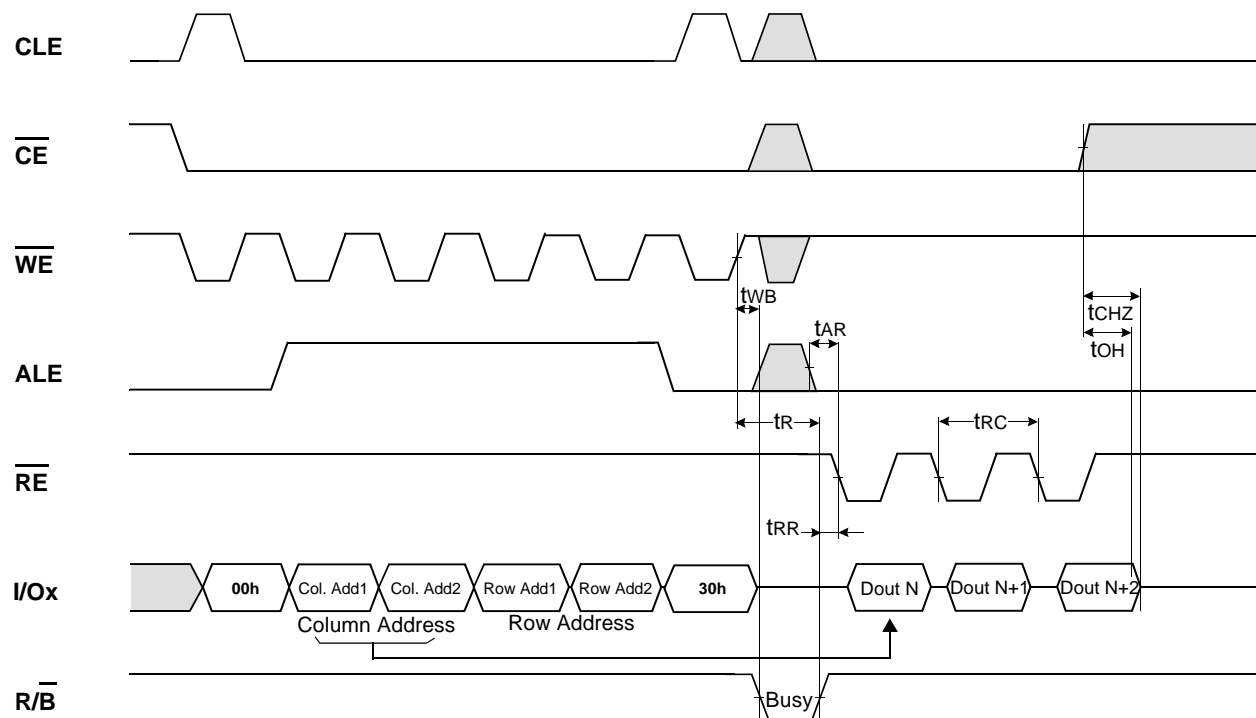 CLE
CE
WE
tWB
tCHZ
tAR
tOH
ALE
tR
tRC
RE
tRR
I/Ox
00h
Col. Add1
Col. Add2
Row Add1
Row Add2
30h
Dout N
Dout N+1
Dout N+2
Column Address
Row Address
R/B
Busy